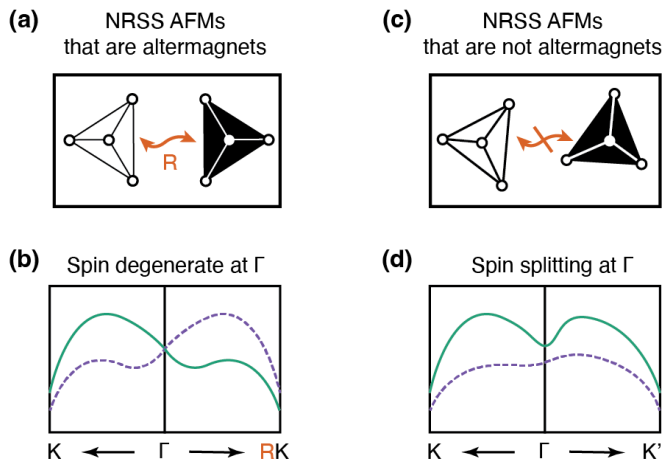 (a) NRSS AFMs
that are altermagnets
R
(b) Spin degenerate at Γ
K Γ RK
(c) NRSS AFMs
that are not altermagnets
(d) Spin splitting at Γ
K Γ K'